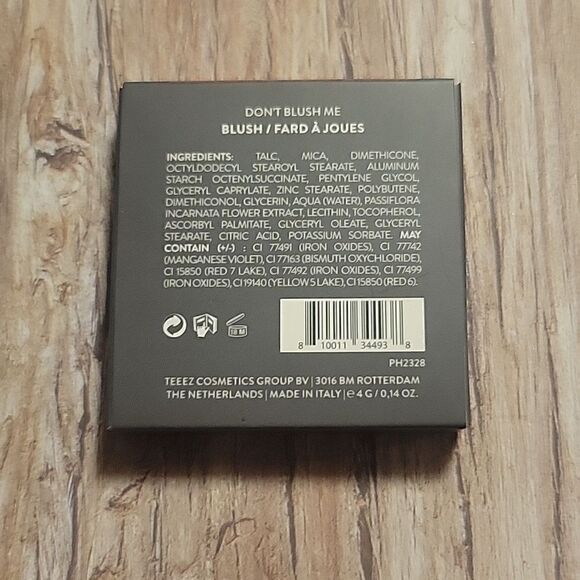 DON'T BLUSH ME
BLUSH / FARD À JOUES
INGREDIENTS: TALC, MICA, DIMETHICONE,
OCTYLDODECYL STEAROYL STEARATE, ALUMINUM
STARCH OCTENYLSUCCINATE, PENTYLENE GLYCOL,
GLYCERYL CAPRYLATE, ZINC STEARATE, POLYBUTENE,
DIMETHICONOL, GLYCERIN, AQUA (WATER), PASSIFLORA
INCARNATA FLOWER EXTRACT, LECITHIN, TOCOPHEROL,
ASCORBYL PALMITATE, GLYCERYL OLEATE, GLYCERYL
STEARATE, CITRIC ACID, POTASSIUM SORBATE. MAY
CONTAIN (+/-) : CI 77491 (IRON OXIDES), CI 77742
(MANGANESE VIOLET), CI 77163 (BISMUTH OXYCHLORIDE),
CI 15850 (RED 7 LAKE), CI 77492 (IRON OXIDES), CI 77499
(IRON OXIDES), CI 19140 (YELLOW 5 LAKE), CI 15850 (RED 6).
18 M
8 10011 34493 8
PH2328
TEEEZ COSMETICS GROUP BV | 3016 BM ROTTERDAM
THE NETHERLANDS | MADE IN ITALY | e 4 G / 0,14 OZ.